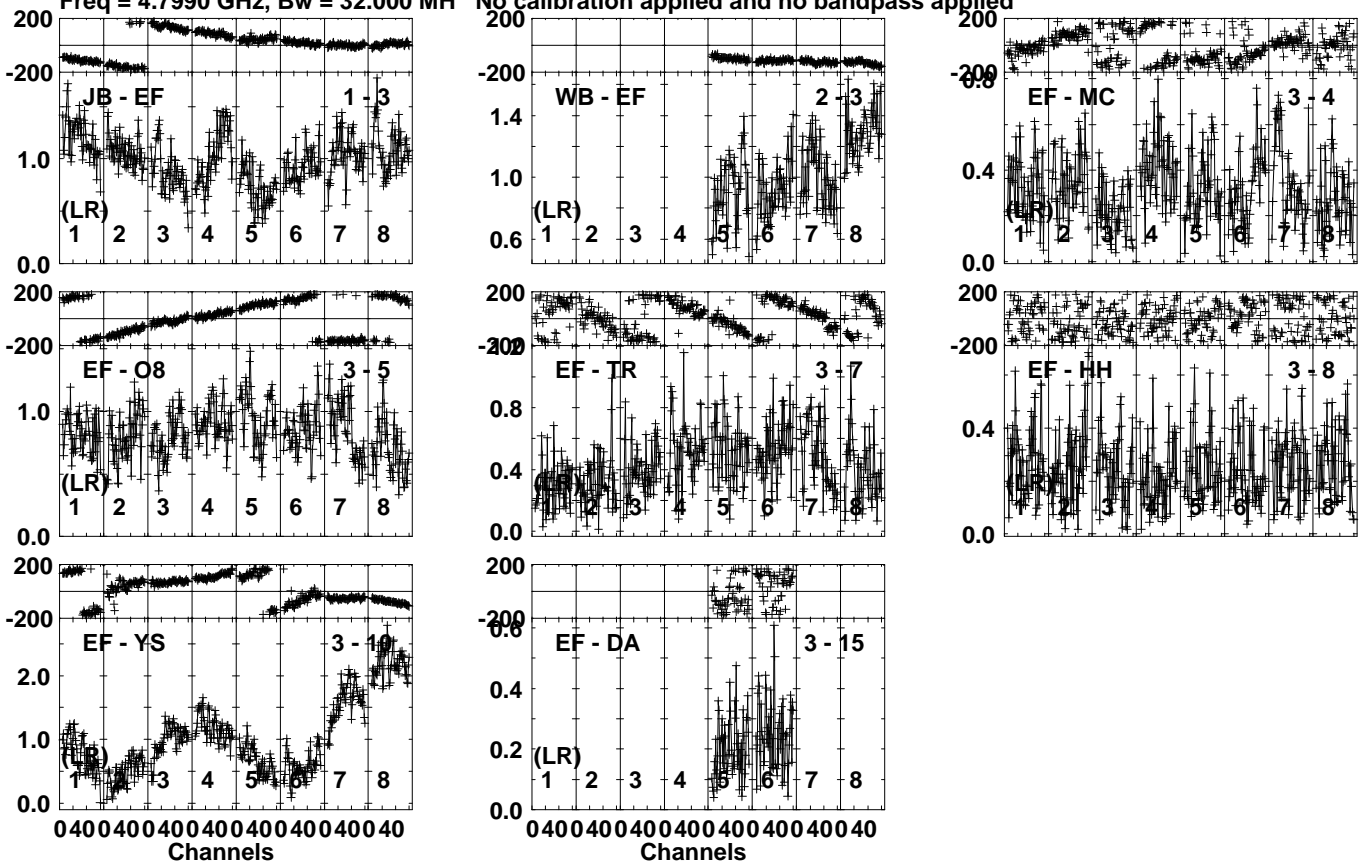 Freq = 4.7990 GHz, Bw = 32.000 MH No calibration applied and no bandpass applied
200
-200
JB - EF 1 - 3
1.0
0.0
(LR)
1 2 3 4 5 6 7 8
200
-200
WB - EF 2 - 3
1.4
1.0
0.6
(LR)
1 2 3 4 5 6 7 8
200
-200
0.8
EF - MC 3 - 4
0.4
0.0
(LR)
1 2 3 4 5 6 7 8
200
-200
EF - O8 3 - 5
1.0
0.0
(LR)
1 2 3 4 5 6 7 8
200
-200
1.2
EF - TR 3 - 7
0.8
0.4
0.0
(LR)
1 2 3 4 5 6 7 8
200
-200
EF - HH 3 - 8
0.4
0.0
(LR)
1 2 3 4 5 6 7 8
200
-200
EF - YS 3 - 10
2.0
1.0
0.0
(LR)
1 2 3 4 5 6 7 8
0 40 0 40 0 40 0 40 0 40 0 40 0 40 0 40
Channels
200
-200
0.6
EF - DA 3 - 15
0.4
0.2
0.0
(LR)
1 2 3 4 5 6 7 8
0 40 0 40 0 40 0 40 0 40 0 40 0 40 0 40
Channels